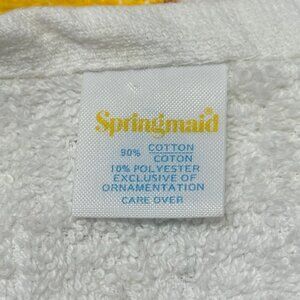 Springmaid
90% COTTON
COTON
10% POLYESTER
EXCLUSIVE OF
ORNAMENTATION
CARE OVER